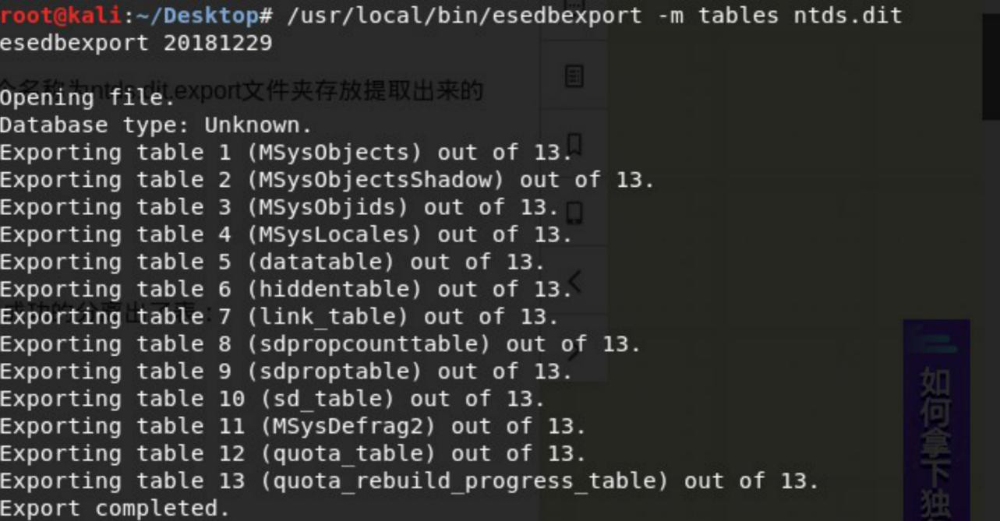 root@kali:~/Desktop# /usr/local/bin/esedbexport -m tables ntds.dit
esedbexport 20181229
个名称为ntds.dit.export文件夹存放提取出来的
Opening file.
Database type: Unknown.
Exporting table 1 (MSysObjects) out of 13.
Exporting table 2 (MSysObjectsShadow) out of 13.
Exporting table 3 (MSysObjids) out of 13.
Exporting table 4 (MSysLocales) out of 13.
Exporting table 5 (datatable) out of 13.
Exporting table 6 (hiddentable) out of 13.
成功的分离出了表：
Exporting table 7 (link_table) out of 13.
Exporting table 8 (sdpropcounttable) out of 13.
Exporting table 9 (sdproptable) out of 13.
Exporting table 10 (sd_table) out of 13.
Exporting table 11 (MSysDefrag2) out of 13.
Exporting table 12 (quota_table) out of 13.
Exporting table 13 (quota_rebuild_progress_table) out of 13.
Export completed.
如何拿下独